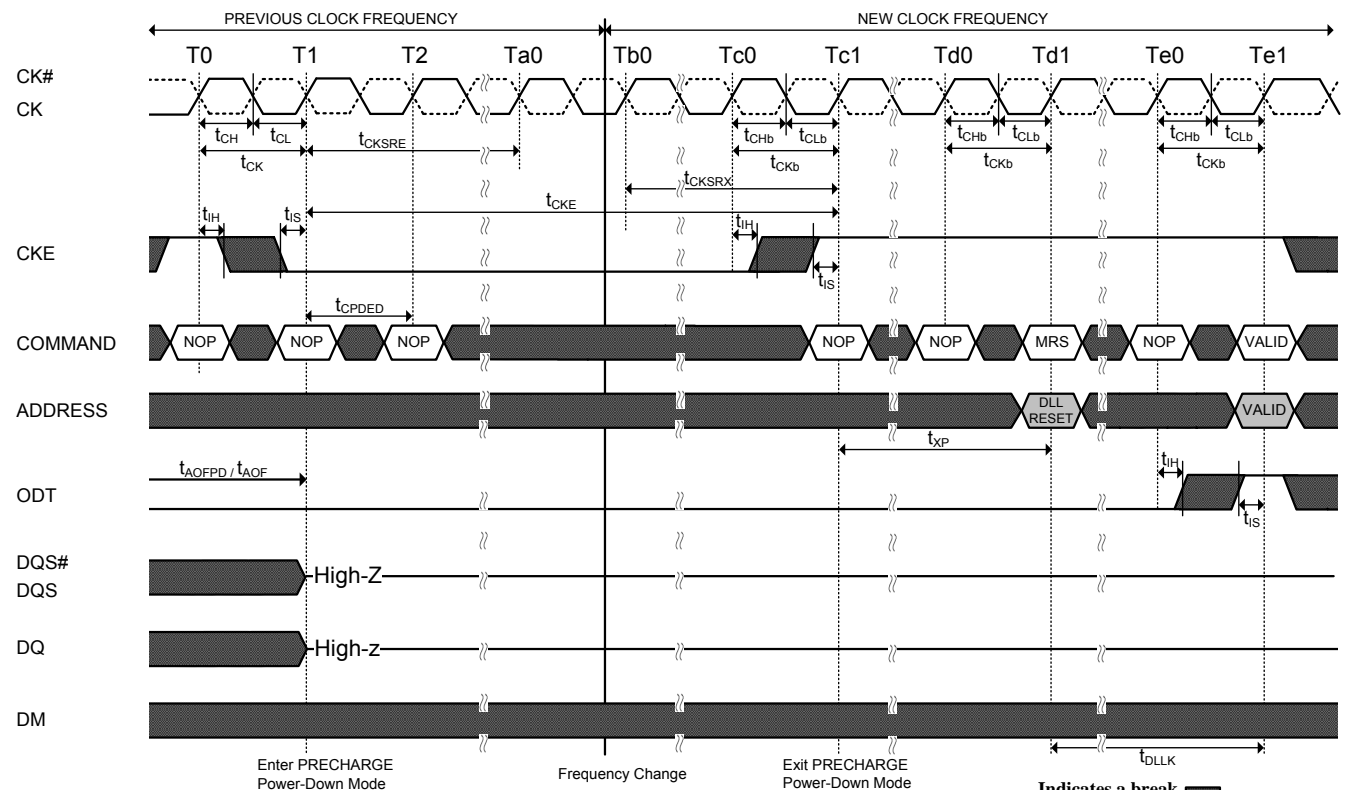 PREVIOUS CLOCK FREQUENCY NEW CLOCK FREQUENCY
T0 T1 T2 Ta0 Tb0 Tc0 Tc1 Td0 Td1 Te0 Te1
CK#
CK
tCH tCL tCHb tCLb tCHb tCLb tCHb tCLb
tCK tCKSRE tCKb tCKb tCKb
tCKSRX
tCKE
tIH tIS tIH
CKE
tIS
tCPDED
COMMAND NOP NOP NOP NOP NOP MRS NOP VALID
ADDRESS DLL RESET VALID
tXP
tAOFPD / tAOF tIH
ODT
tIS
DQS#
DQS
High-Z
DQ High-z
DM
tDLLK
Enter PRECHARGE
Power-Down Mode
Frequency Change
Exit PRECHARGE
Power-Down Mode
Indicates a break